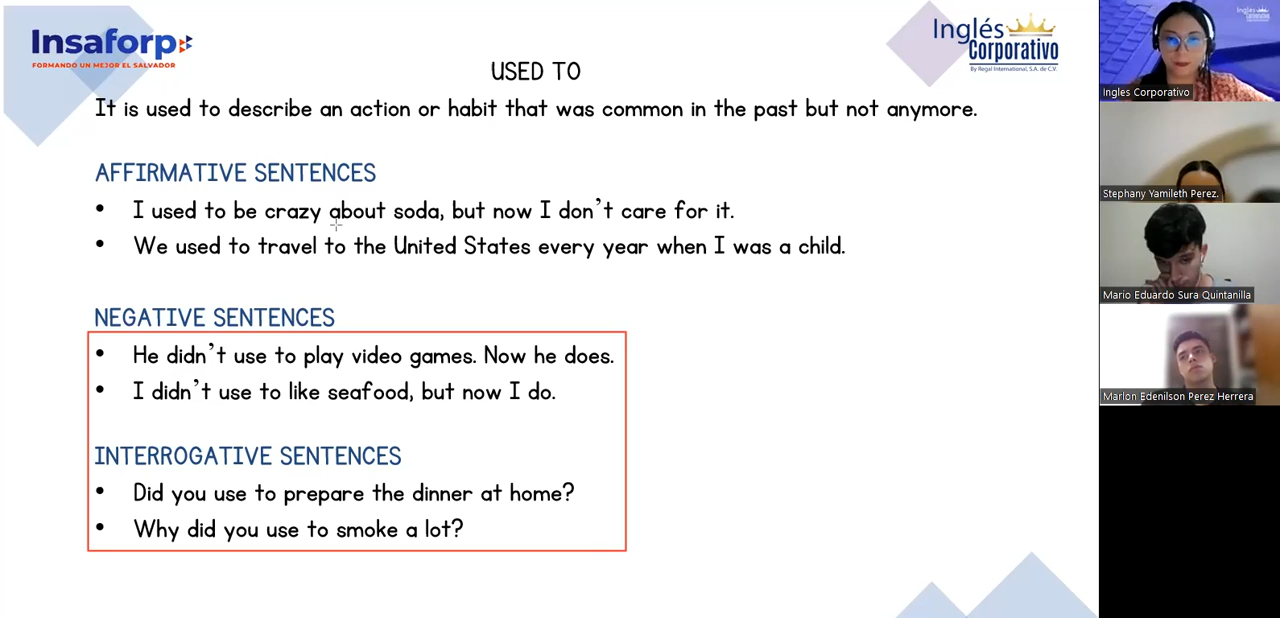 Insaforp
FORMANDO UN MEJOR EL SALVADOR
Inglés
Corporativo
By Regal International, S.A. de C.V.
USED TO
It is used to describe an action or habit that was common in the past but not anymore.
AFFIRMATIVE SENTENCES
• I used to be crazy about soda, but now I don't care for it.
• We used to travel to the United States every year when I was a child.
NEGATIVE SENTENCES
• He didn't use to play video games. Now he does.
• I didn't use to like seafood, but now I do.
INTERROGATIVE SENTENCES
• Did you use to prepare the dinner at home?
• Why did you use to smoke a lot?
Inglés
Corporativo
Ingles Corporativo
Stephany Yamileth Perez.
Mario Eduardo Sura Quintanilla
Marlon Edenilson Perez Herrera